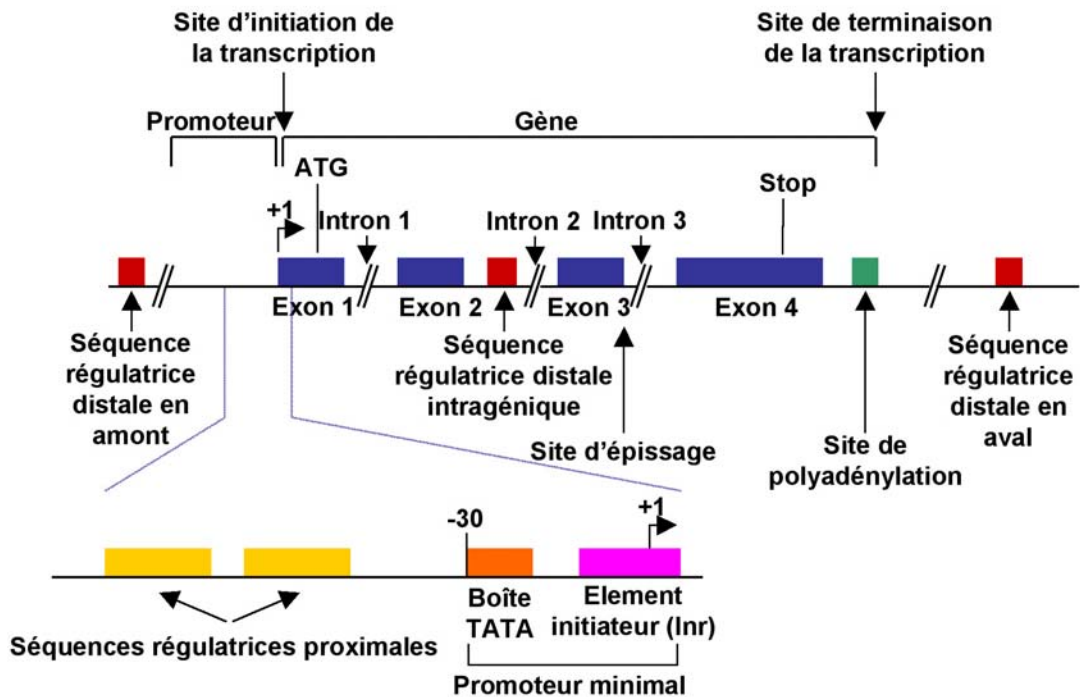 Site d'initiation de
la transcription
Site de terminaison
de la transcription
Promoteur
Gène
ATG
Stop
+1
Intron 1
Intron 2
Intron 3
Exon 1
Exon 2
Exon 3
Exon 4
Séquence
régulatrice
distale en
amont
Séquence
régulatrice distale
intragénique
Séquence
régulatrice
distale en
aval
Site d'épissage
Site de
polyadénylation
-30
+1
Boîte
TATA
Element
initiateur (Inr)
Séquences régulatrices proximales
Promoteur minimal